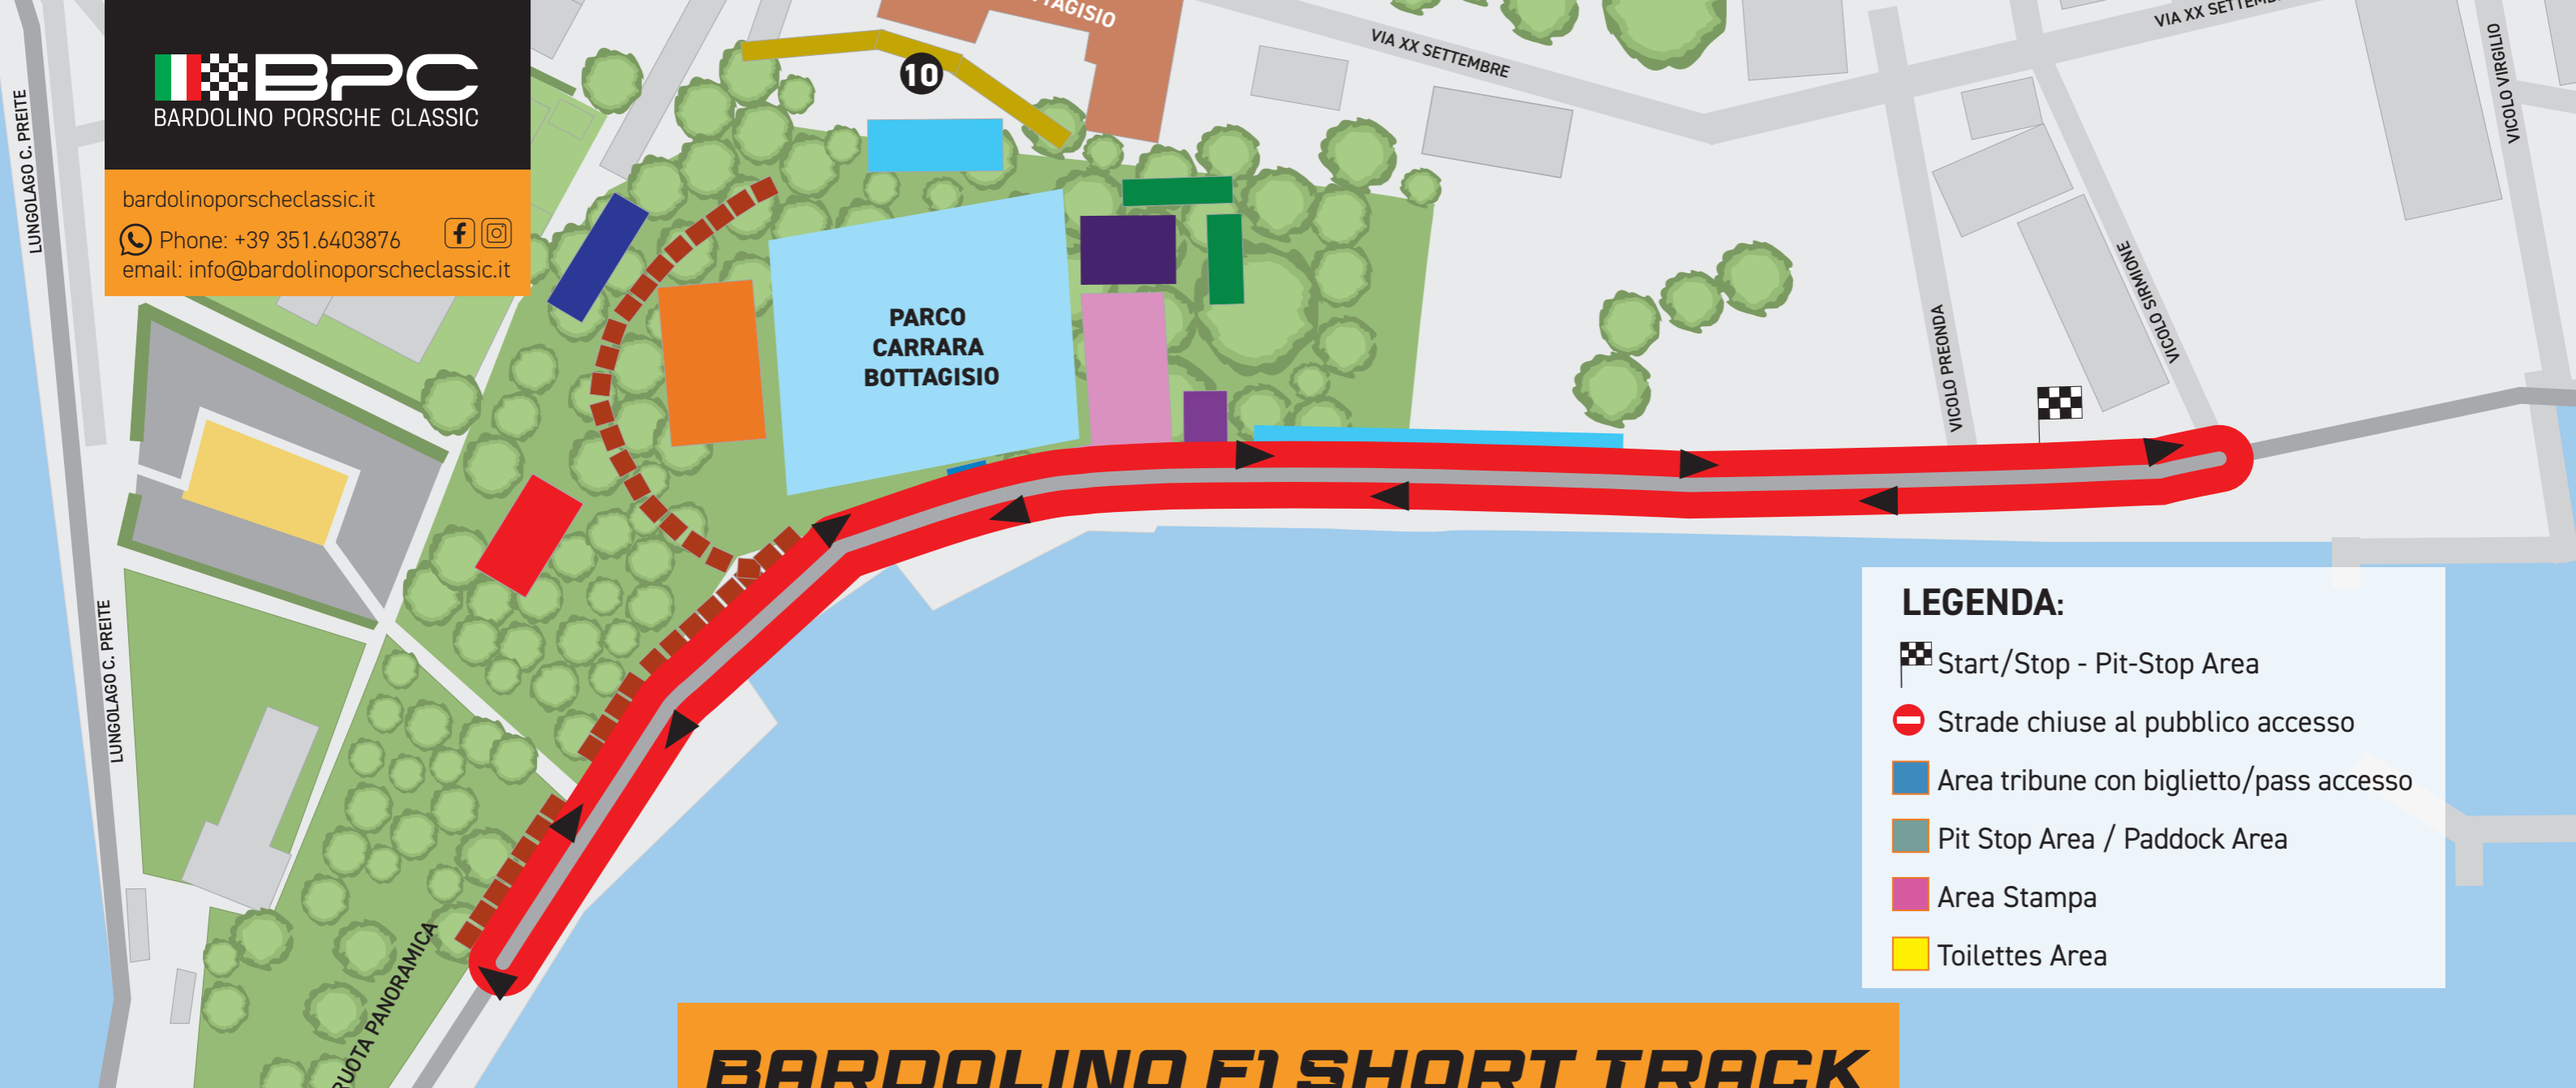 BPC
BARDOLINO PORSCHE CLASSIC
bardolinoporscheclassic.it
Phone: +39 351.6403876
email: info@bardolinoporscheclassic.it
LUNGOLAGO C. PREITE
LUNGOLAGO C. PREITE
10
VIA XX SETTEMBRE
VIA XX
VICOLO VIRGILIO
VICOLO PREONDA
VICOLO SIRMIONE
PARCO
CARRARA
BOTTAGISIO
RUOTA PANORAMICA
LEGENDA:
Start/Stop - Pit-Stop Area
Strade chiuse al pubblico accesso
Area tribune con biglietto/pass accesso
Pit Stop Area / Paddock Area
Area Stampa
Toilettes Area
BARDOLINO F1 SHORT TRACK